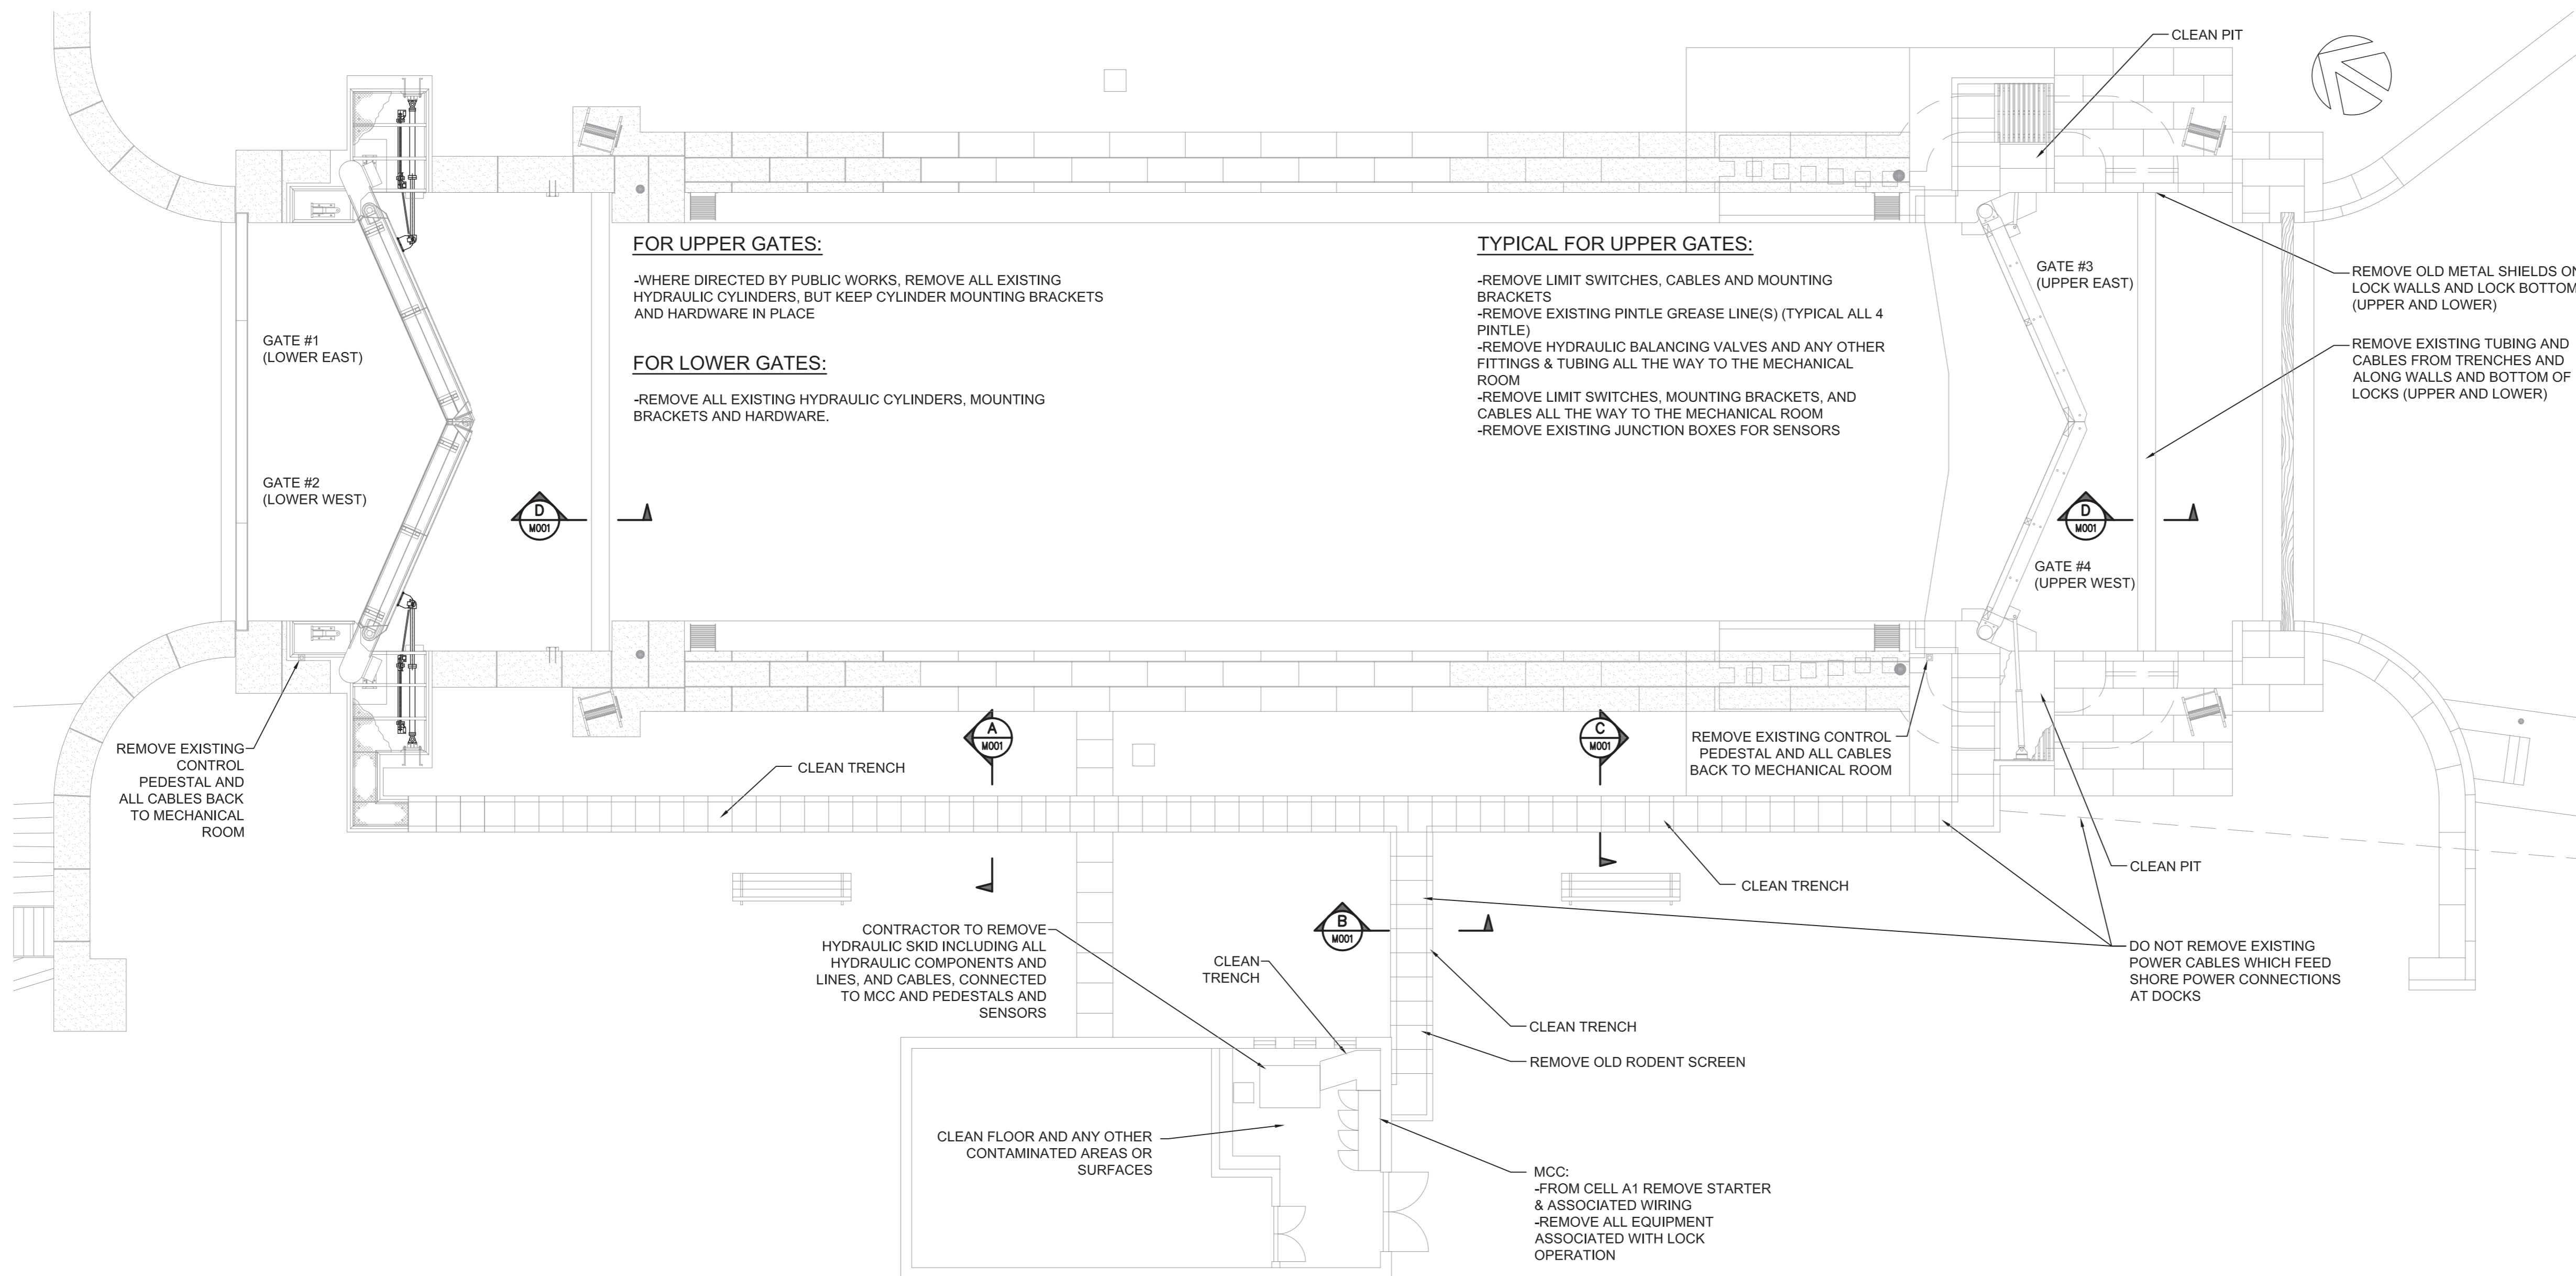 CLEAN PIT
FOR UPPER GATES:
-WHERE DIRECTED BY PUBLIC WORKS, REMOVE ALL EXISTING
HYDRAULIC CYLINDERS, BUT KEEP CYLINDER MOUNTING BRACKETS
AND HARDWARE IN PLACE
FOR LOWER GATES:
-REMOVE ALL EXISTING HYDRAULIC CYLINDERS, MOUNTING
BRACKETS AND HARDWARE.
TYPICAL FOR UPPER GATES:
-REMOVE LIMIT SWITCHES, CABLES AND MOUNTING
BRACKETS
-REMOVE EXISTING PINTLE GREASE LINE(S) (TYPICAL ALL 4
PINTLE)
-REMOVE HYDRAULIC BALANCING VALVES AND ANY OTHER
FITTINGS & TUBING ALL THE WAY TO THE MECHANICAL
ROOM
-REMOVE LIMIT SWITCHES, MOUNTING BRACKETS, AND
CABLES ALL THE WAY TO THE MECHANICAL ROOM
-REMOVE EXISTING JUNCTION BOXES FOR SENSORS
GATE #3
(UPPER EAST)
REMOVE OLD METAL SHIELDS ON
LOCK WALLS AND LOCK BOTTOM
(UPPER AND LOWER)
REMOVE EXISTING TUBING AND
CABLES FROM TRENCHES AND
ALONG WALLS AND BOTTOM OF
LOCKS (UPPER AND LOWER)
GATE #1
(LOWER EAST)
GATE #2
(LOWER WEST)
D
M001
D
M001
GATE #4
(UPPER WEST)
REMOVE EXISTING
CONTROL
PEDESTAL AND
ALL CABLES BACK
TO MECHANICAL
ROOM
CLEAN TRENCH
A
M001
C
M001
REMOVE EXISTING CONTROL
PEDESTAL AND ALL CABLES
BACK TO MECHANICAL ROOM
CLEAN PIT
CLEAN TRENCH
CONTRACTOR TO REMOVE
HYDRAULIC SKID INCLUDING ALL
HYDRAULIC COMPONENTS AND
LINES, AND CABLES, CONNECTED
TO MCC AND PEDESTALS AND
SENSORS
CLEAN
TRENCH
B
M001
DO NOT REMOVE EXISTING
POWER CABLES WHICH FEED
SHORE POWER CONNECTIONS
AT DOCKS
CLEAN TRENCH
REMOVE OLD RODENT SCREEN
CLEAN FLOOR AND ANY OTHER
CONTAMINATED AREAS OR
SURFACES
MCC:
-FROM CELL A1 REMOVE STARTER
& ASSOCIATED WIRING
-REMOVE ALL EQUIPMENT
ASSOCIATED WITH LOCK
OPERATION